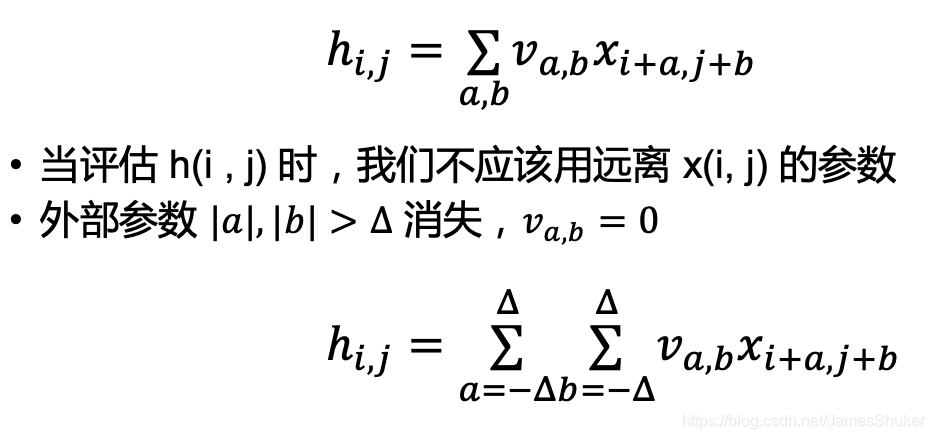 h_{i,j} = ∑_{a,b} v_{a,b} x_{i+a,j+b}
• 当评估 h(i , j) 时，我们不应该用远离 x(i, j) 的参数
• 外部参数 |a|, |b| > Δ 消失，v_{a,b} = 0
h_{i,j} = ∑_{a=-Δ}^{Δ} ∑_{b=-Δ}^{Δ} v_{a,b} x_{i+a,j+b}
https://blog.csdn.net/JamesShuker